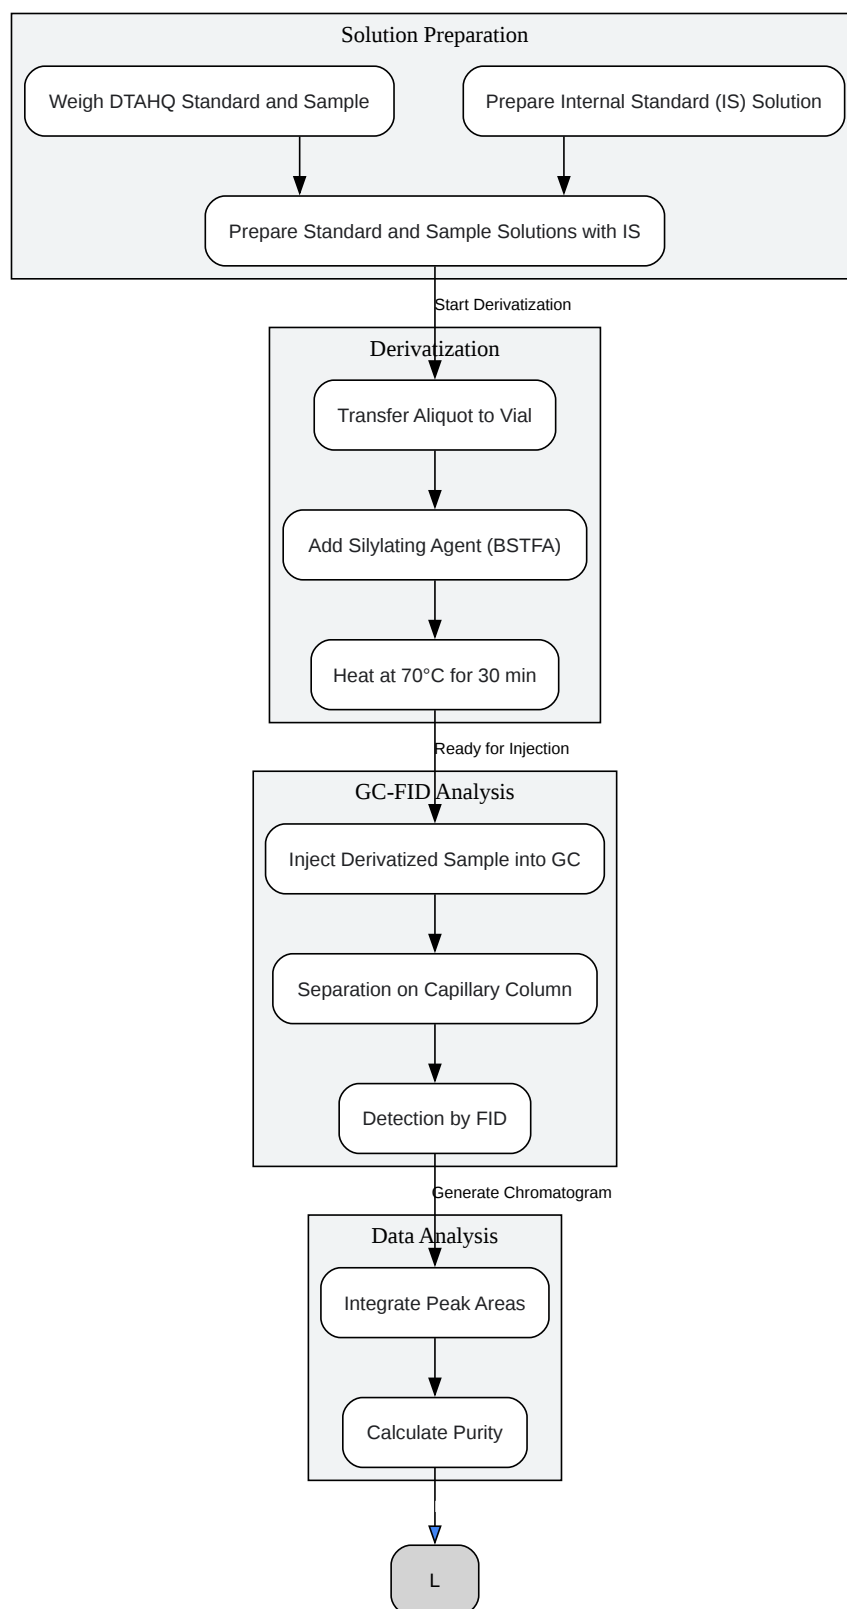 Solution Preparation
Weigh DTAHQ Standard and Sample
Prepare Internal Standard (IS) Solution
Prepare Standard and Sample Solutions with IS
Start Derivatization
Derivatization
Transfer Aliquot to Vial
Add Silylating Agent (BSTFA)
Heat at 70°C for 30 min
Ready for Injection
GC-FID Analysis
Inject Derivatized Sample into GC
Separation on Capillary Column
Detection by FID
Generate Chromatogram
Data Analysis
Integrate Peak Areas
Calculate Purity
L